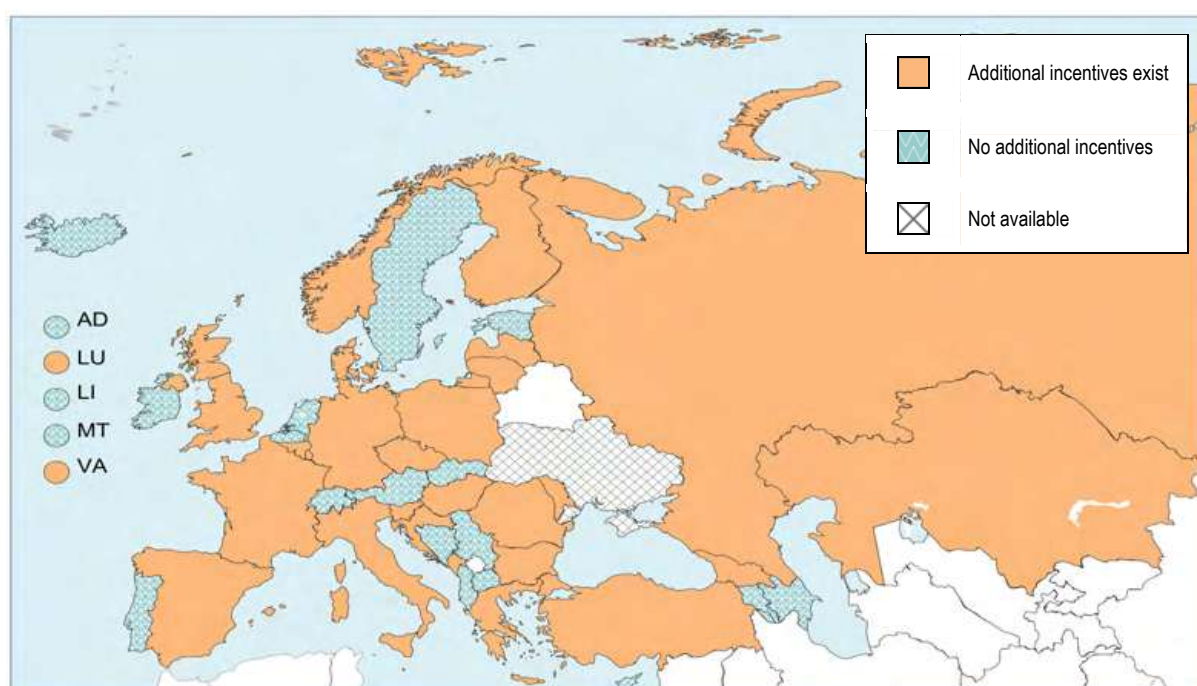 Additional incentives exist
No additional incentives
Not available
AD
LU
LI
MT
VA